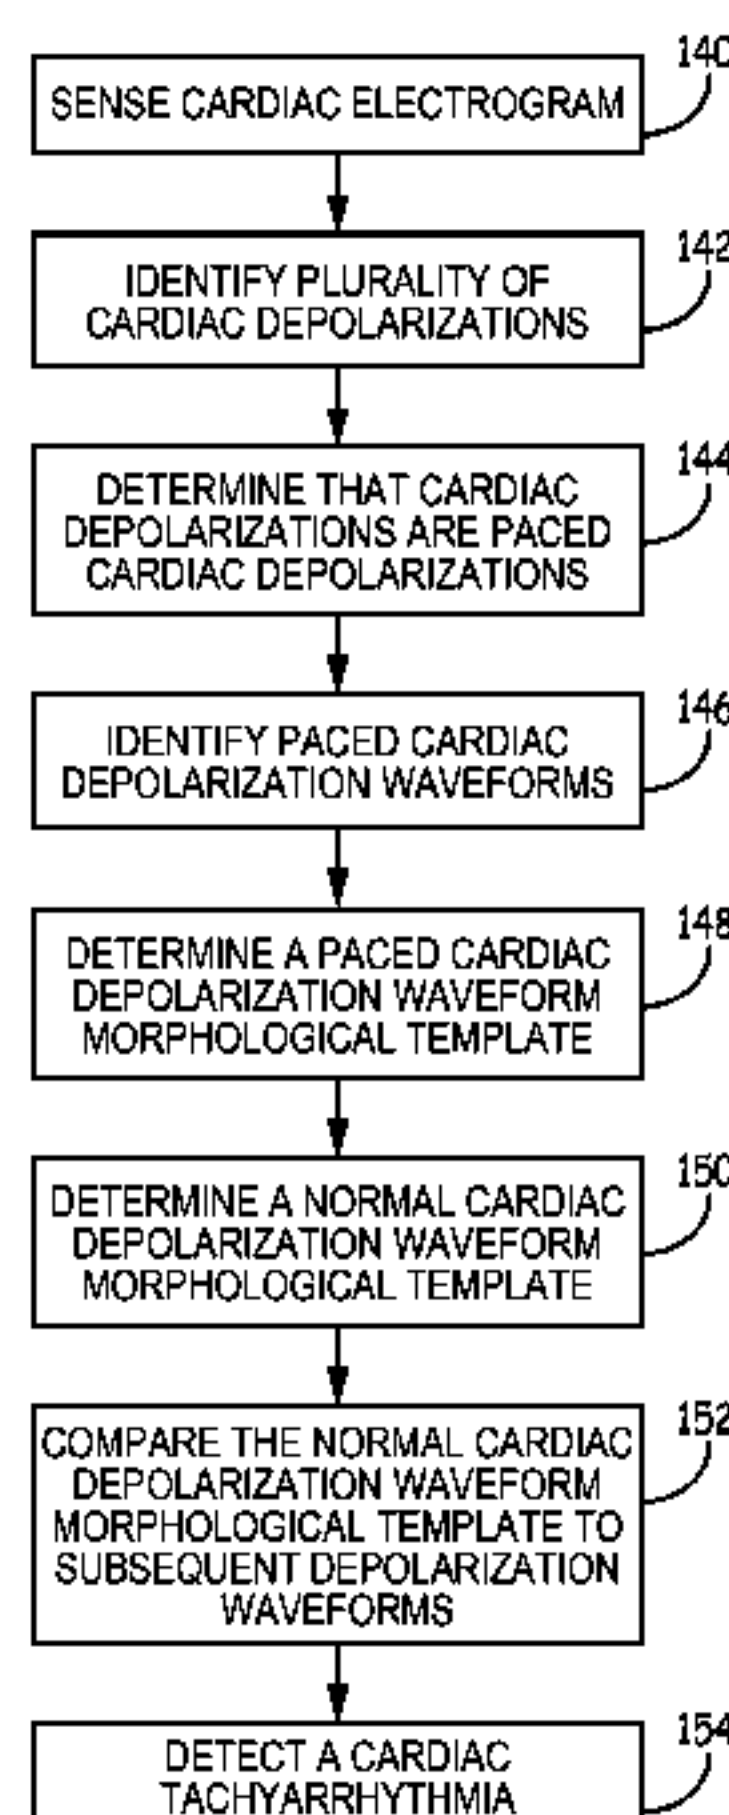 140
SENSE CARDIAC ELECTROGRAM
142
IDENTIFY PLURALITY OF
CARDIAC DEPOLARIZATIONS
144
DETERMINE THAT CARDIAC
DEPOLARIZATIONS ARE PACED
CARDIAC DEPOLARIZATIONS
146
IDENTIFY PACED CARDIAC
DEPOLARIZATION WAVEFORMS
148
DETERMINE A PACED CARDIAC
DEPOLARIZATION WAVEFORM
MORPHOLOGICAL TEMPLATE
150
DETERMINE A NORMAL CARDIAC
DEPOLARIZATION WAVEFORM
MORPHOLOGICAL TEMPLATE
152
COMPARE THE NORMAL CARDIAC
DEPOLARIZATION WAVEFORM
MORPHOLOGICAL TEMPLATE TO
SUBSEQUENT DEPOLARIZATION
WAVEFORMS
154
DETECT A CARDIAC
TACHYARRHYTHMIA